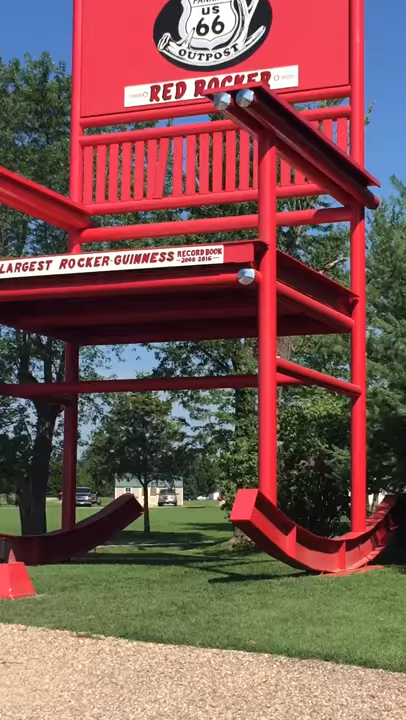 US
66
OUTPOST
RED ROCKER
LARGEST ROCKER·GUINNESS RECORD BOOK
-2008 2016-